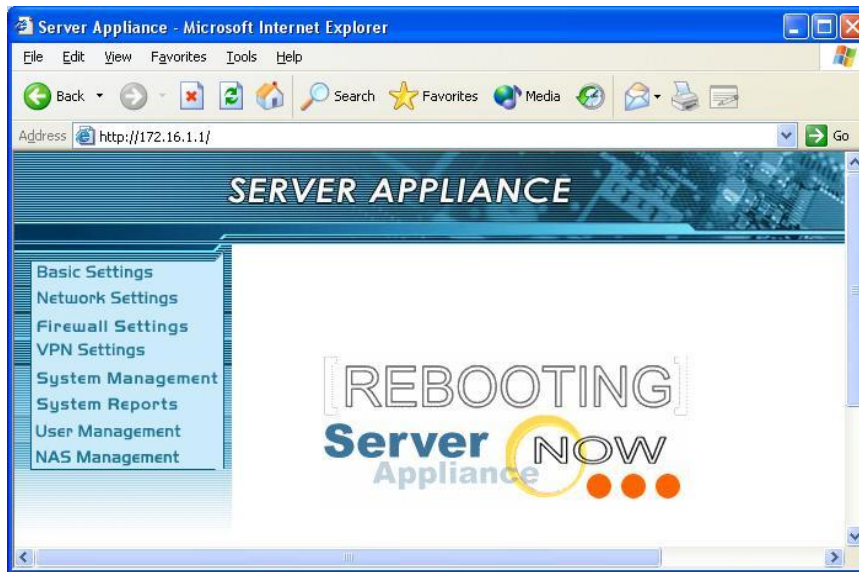 Server Appliance - Microsoft Internet Explorer
File Edit View Favorites Tools Help
Back Search Favorites Media
Address http://172.16.1.1/ Go
SERVER APPLIANCE
Basic Settings
Network Settings
Firewall Settings
VPN Settings
System Management
System Reports
User Management
NAS Management
[REBOOTING]
Server NOW
Appliance